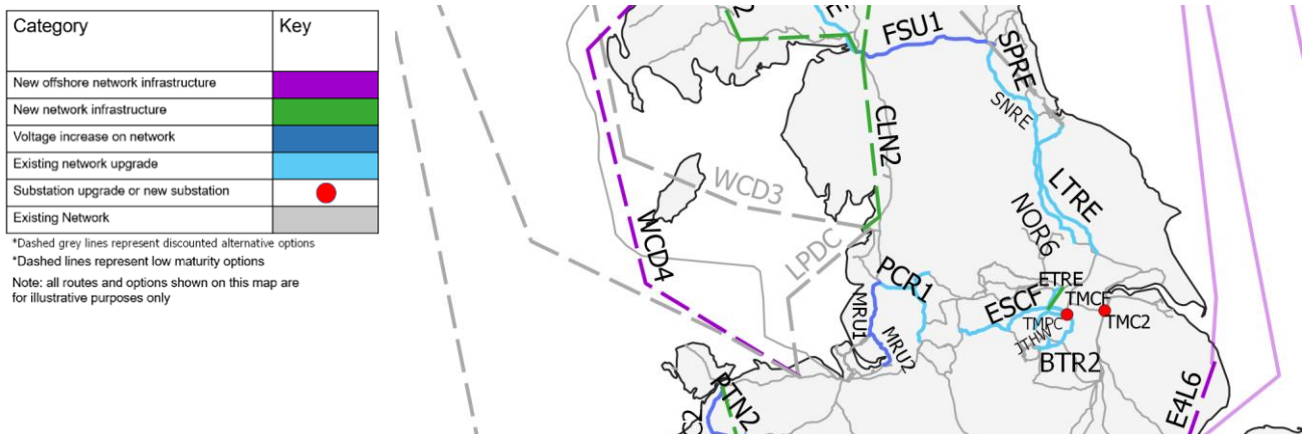 Category Key
New offshore network infrastructure
New network infrastructure
Voltage increase on network
Existing network upgrade
Substation upgrade or new substation
Existing Network
*Dashed grey lines represent discounted alternative options
*Dashed lines represent low maturity options
Note: all routes and options shown on this map are
for illustrative purposes only
FSU1
SPRE
SNRE
CLN2
WCD3
LTRE
NOR6
WCD4
LPDC
PCR1
ETRE
ESCF
TMCF
MRU1
TMPC
TMC2
JTHW
MRU2
BTR2
PTN2
E4L6